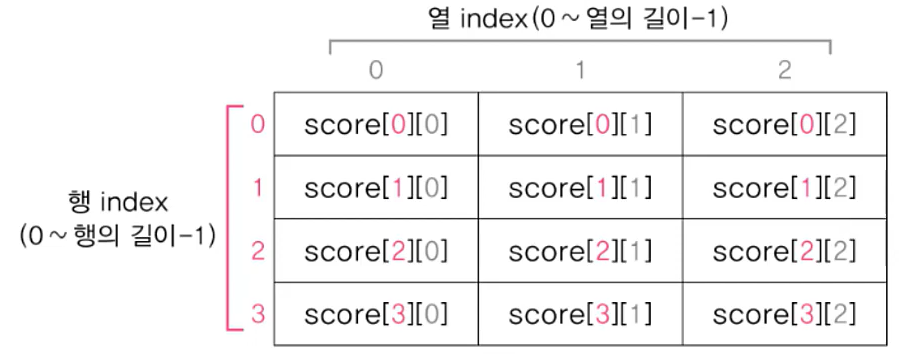 열 index(0~열의 길이-1)
0 1 2
0 score[0][0] score[0][1] score[0][2]
1 score[1][0] score[1][1] score[1][2]
행 index
(0~행의 길이-1)
2 score[2][0] score[2][1] score[2][2]
3 score[3][0] score[3][1] score[3][2]